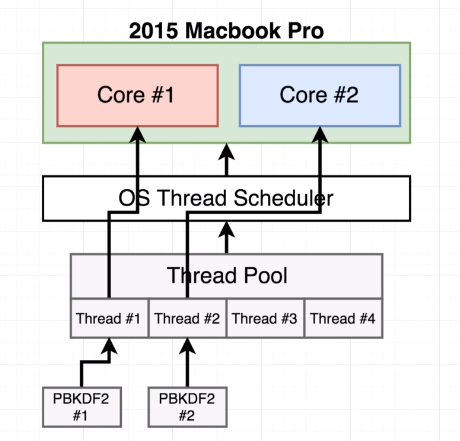 2015 Macbook Pro
Core #1
Core #2
OS Thread Scheduler
Thread Pool
Thread #1
Thread #2
Thread #3
Thread #4
PBKDF2
#1
PBKDF2
#2